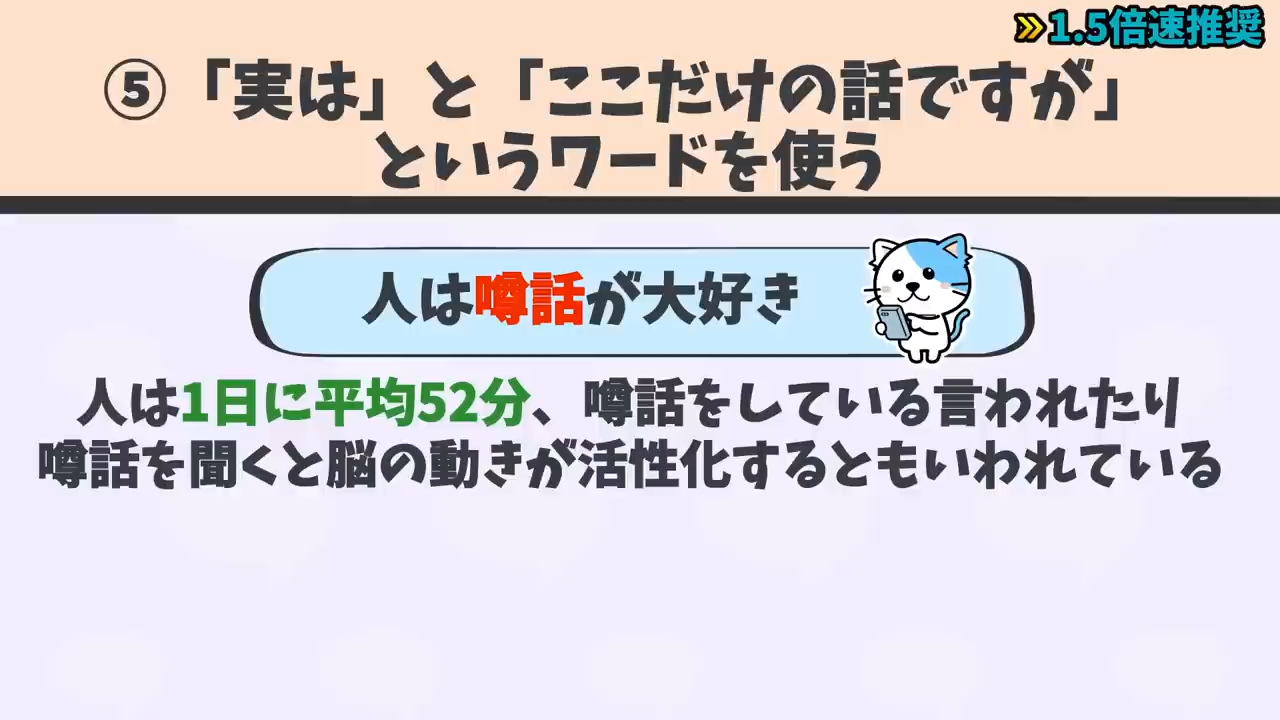 1.5倍速推奨
⑤「実は」と「ここだけの話ですが」
というワードを使う
人は噂話が大好き
人は1日に平均52分、噂話をしている言われたり
噂話を聞くと脳の動きが活性化するともいわれている